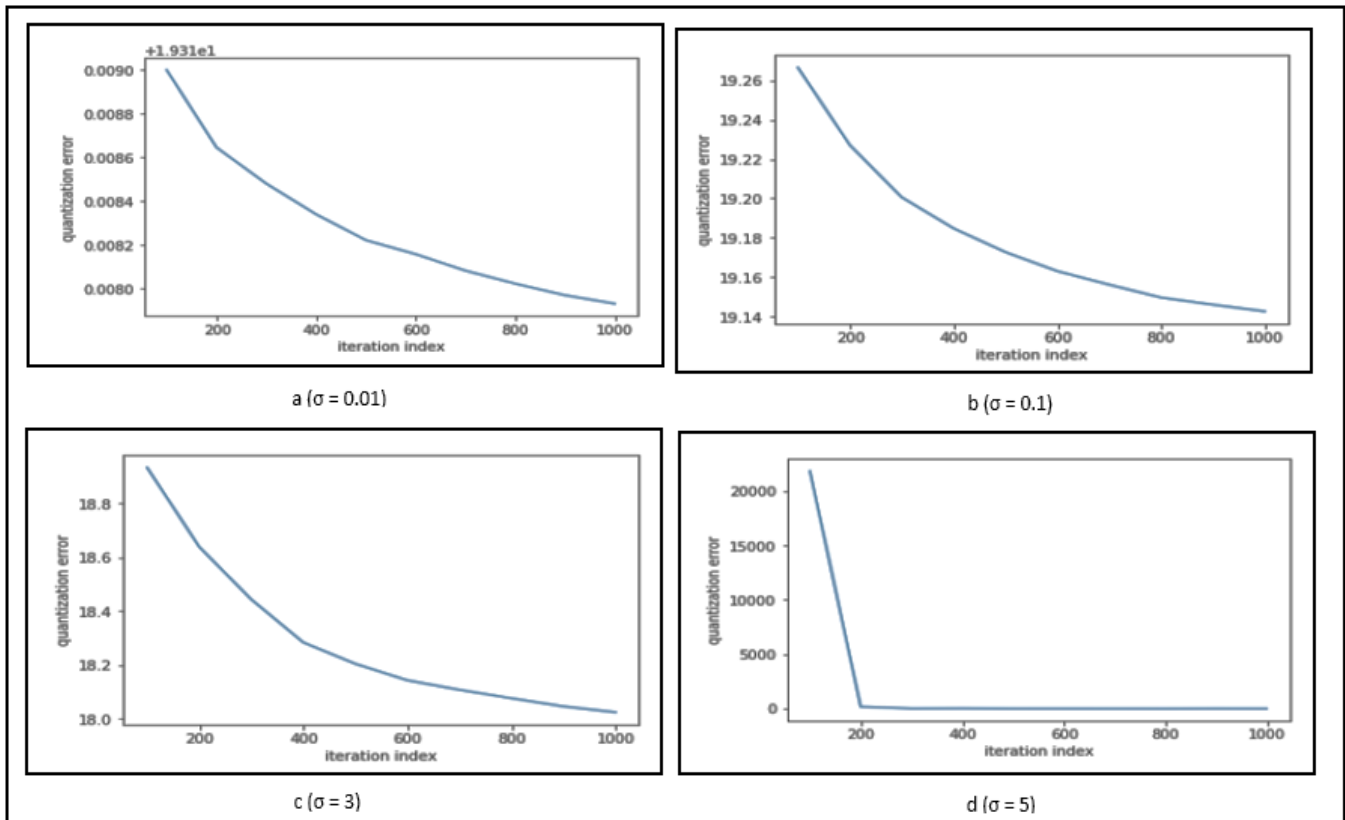 +1.931e1
0.0090
0.0088
0.0086
0.0084
0.0082
0.0080
quantization error
200 400 600 800 1000
iteration index
a (σ = 0.01)
19.26
19.24
19.22
19.20
19.18
19.16
19.14
quantization error
200 400 600 800 1000
iteration index
b (σ = 0.1)
18.8
18.6
18.4
18.2
18.0
quantization error
200 400 600 800 1000
iteration index
c (σ = 3)
20000
15000
10000
5000
0
quantization error
200 400 600 800 1000
iteration index
d (σ = 5)